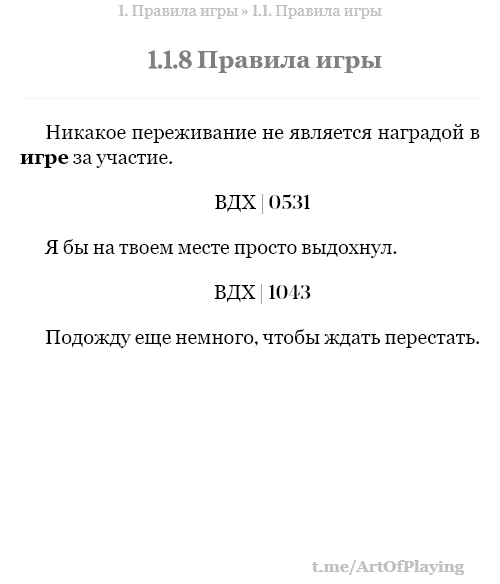 1. Правила игры » 1.1. Правила игры
1.1.8 Правила игры
Никакое переживание не является наградой в
игре за участие.
ВДХ | 0531
Я бы на твоем месте просто выдохнул.
ВДХ | 1043
Подожду еще немного, чтобы ждать перестать.
t.me/ArtOfPlaying